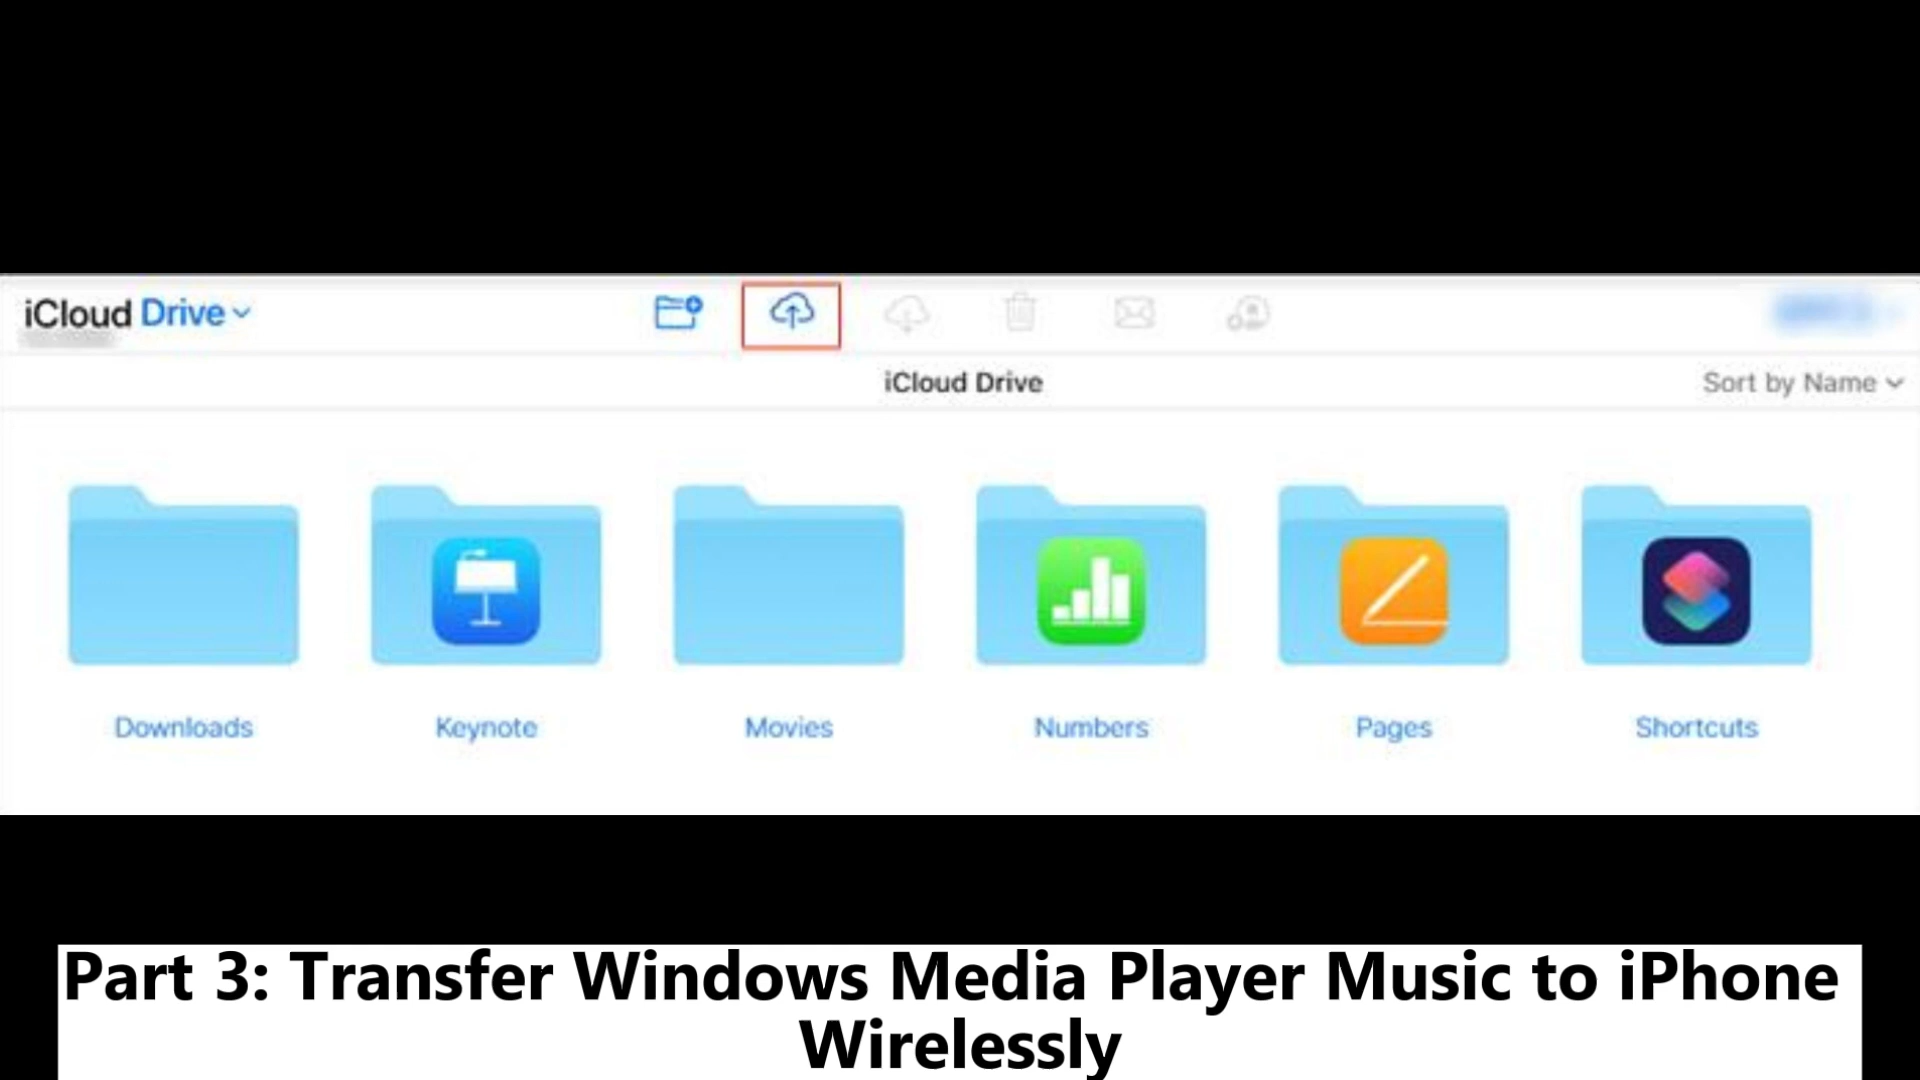 iCloud Drive
iCloud Drive
Sort by Name
Downloads
Keynote
Movies
Numbers
Pages
Shortcuts
Part 3: Transfer Windows Media Player Music to iPhone
Wirelessly